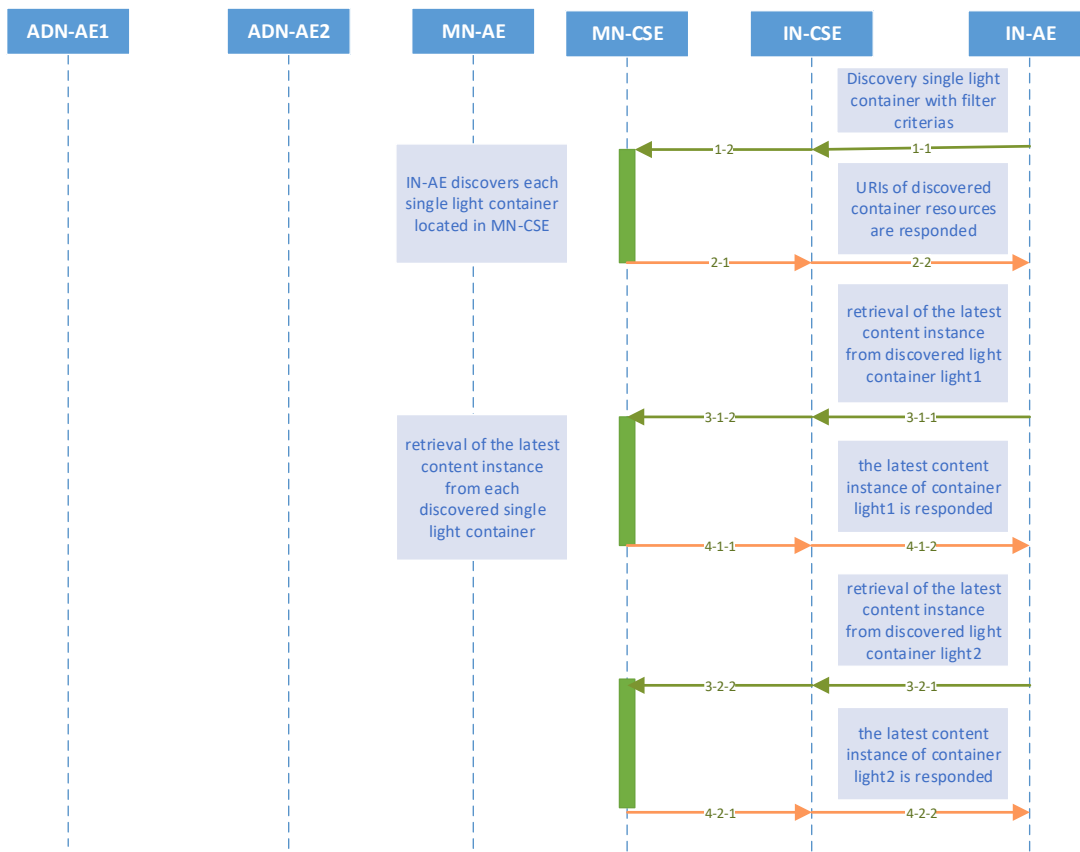 ADN-AE1
ADN-AE2
MN-AE
MN-CSE
IN-CSE
IN-AE
Discovery single light
container with filter
criterias
1-2
1-1
IN-AE discovers each
single light container
located in MN-CSE
URIs of discovered
container resources
are responded
2-1
2-2
retrieval of the latest
content instance
from discovered light
container light1
3-1-2
3-1-1
retrieval of the latest
content instance
from each
discovered single
light container
the latest content
instance of container
light1 is responded
4-1-1
4-1-2
retrieval of the latest
content instance
from discovered light
container light2
3-2-2
3-2-1
the latest content
instance of container
light2 is responded
4-2-1
4-2-2